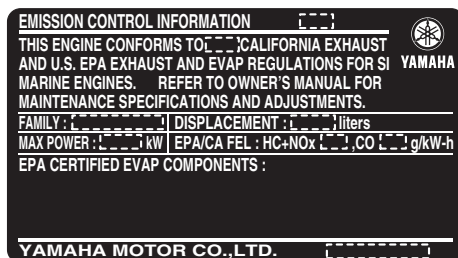 EMISSION CONTROL INFORMATION
THIS ENGINE CONFORMS TO CALIFORNIA EXHAUST
AND U.S. EPA EXHAUST AND EVAP REGULATIONS FOR SI
MARINE ENGINES. REFER TO OWNER'S MANUAL FOR
MAINTENANCE SPECIFICATIONS AND ADJUSTMENTS.
YAMAHA
FAMILY : DISPLACEMENT : liters
MAX POWER : kW EPA/CA FEL : HC+NOx ,CO g/kW-h
EPA CERTIFIED EVAP COMPONENTS :
YAMAHA MOTOR CO.,LTD.